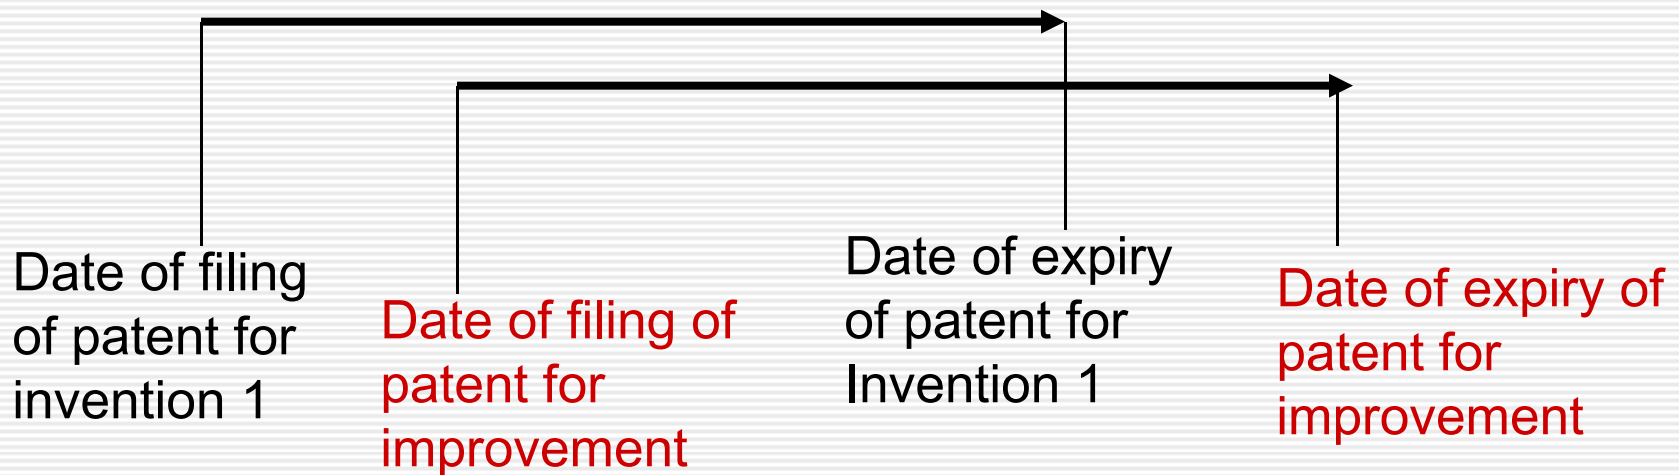 Date of filing
of patent for
invention 1
Date of filing of
patent for
improvement
Date of expiry
of patent for
Invention 1
Date of expiry of
patent for
improvement